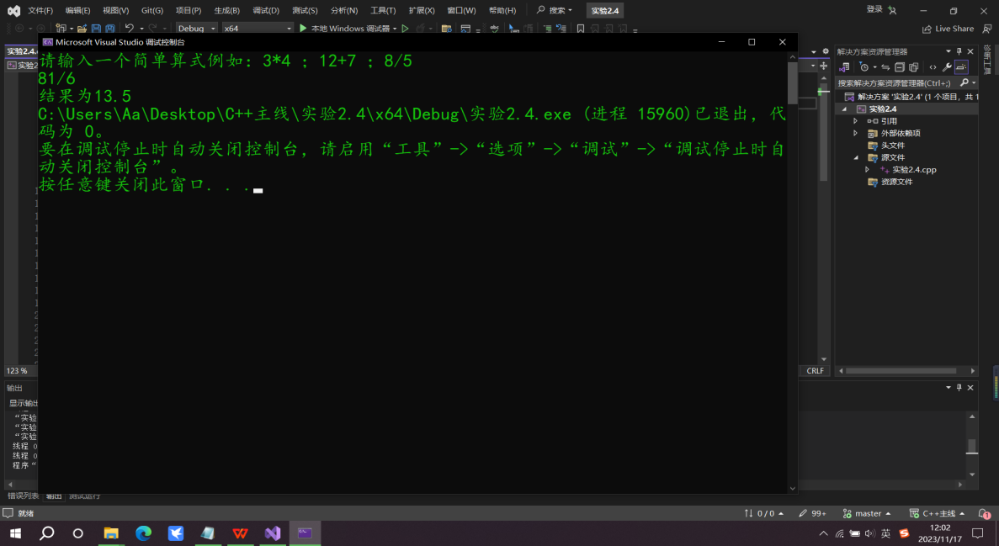 文件(F) 编辑(E) 视图(V) Git(G) 项目(P) 生成(B) 调试(D) 测试(S) 分析(N) 工具(T) 扩展(X) 窗口(W) 帮助(H) 搜索 实验2.4 登录
Debug x64 本地 Windows 调试器 Live Share
Microsoft Visual Studio 调试控制台
请输入一个简单算式例如：3*4 ；12+7 ；8/5
81/6
结果为13.5
C:\Users\Aa\Desktop\C++主线\实验2.4\x64\Debug\实验2.4.exe (进程 15960)已退出，代
码为 0。
要在调试停止时自动关闭控制台，请启用“工具”->“选项”->“调试”->“调试停止时自
动关闭控制台”。
按任意键关闭此窗口. . .
实验2.4.
实验2
123 %
CRLF
解决方案资源管理器
搜索解决方案资源管理器(Ctrl+;)
解决方案 '实验2.4' (1 个项目，共 1
实验2.4
引用
外部依赖项
头文件
源文件
实验2.4.cpp
资源文件
诊断工具
输出
显示输出
“实验
“实验
“实验
线程 0
线程 0
程序“
错误列表 输出 测试运行
就绪 0 / 0 99+ master C++主线 1
英 12:02
2023/11/17